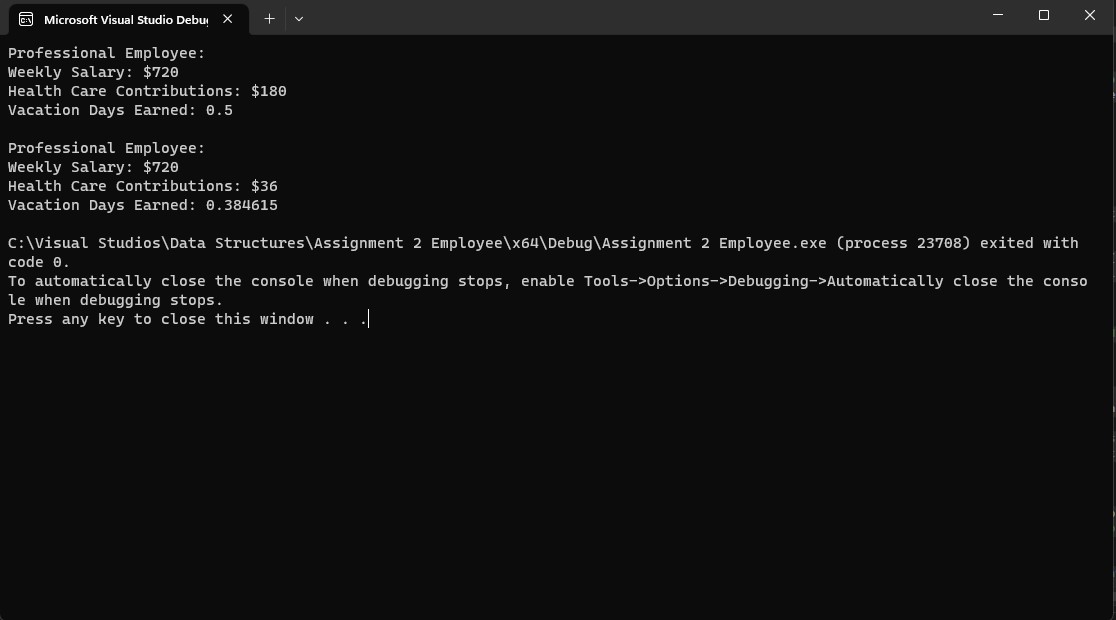 Microsoft Visual Studio Debu
Professional Employee:
Weekly Salary: $720
Health Care Contributions: $180
Vacation Days Earned: 0.5
Professional Employee:
Weekly Salary: $720
Health Care Contributions: $36
Vacation Days Earned: 0.384615
C:\Visual Studios\Data Structures\Assignment 2 Employee\x64\Debug\Assignment 2 Employee.exe (process 23708) exited with
code 0.
To automatically close the console when debugging stops, enable Tools->Options->Debugging->Automatically close the conso
le when debugging stops.
Press any key to close this window . . .